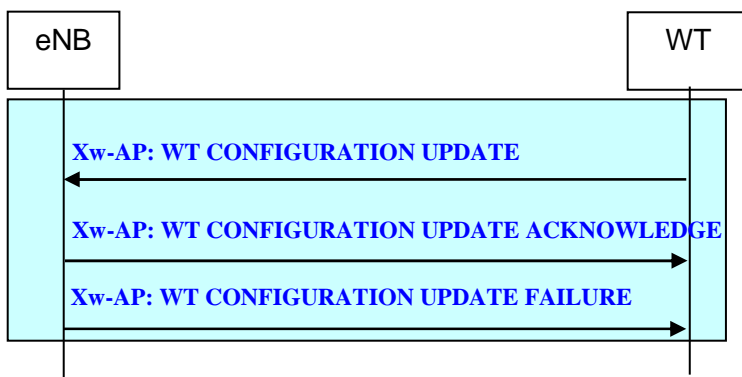 eNB
WT
Xw-AP: WT CONFIGURATION UPDATE
Xw-AP: WT CONFIGURATION UPDATE ACKNOWLEDGE
Xw-AP: WT CONFIGURATION UPDATE FAILURE